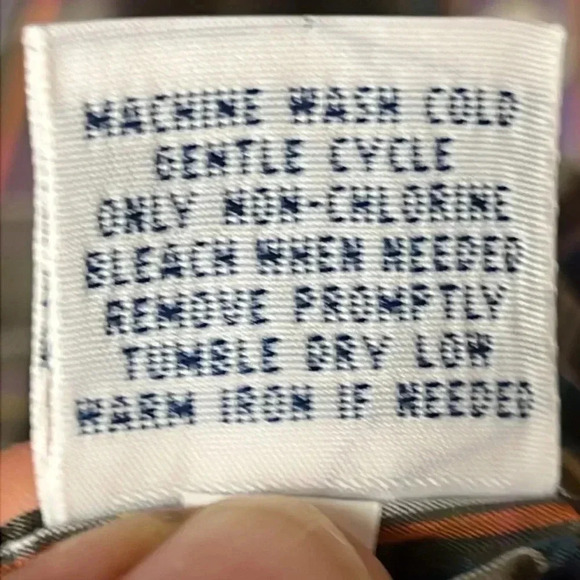 MACHINE WASH COLD
GENTLE CYCLE
ONLY NON-CHLORINE
BLEACH WHEN NEEDED
REMOVE PROMPTLY
TUMBLE DRY LOW
WARM IRON IF NEEDED